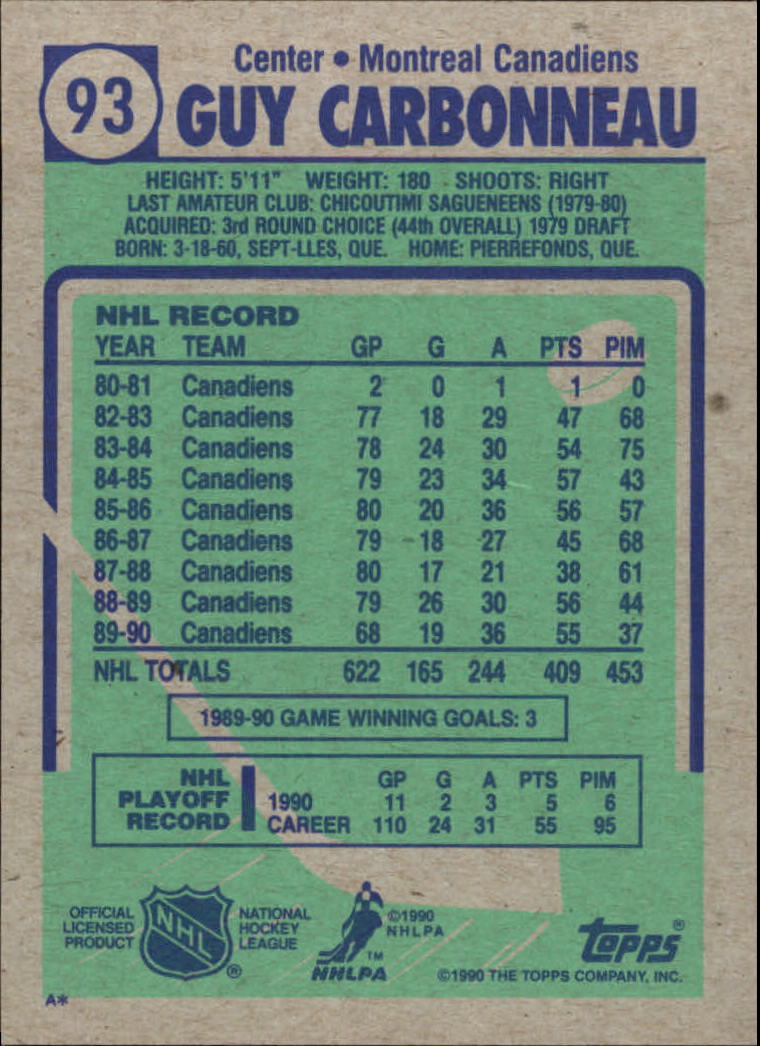 93
Center • Montreal Canadiens
GUY CARBONNEAU
HEIGHT: 5'11" WEIGHT: 180 SHOOTS: RIGHT
LAST AMATEUR CLUB: CHICOUTIMI SAGUENEENS (1979-80)
ACQUIRED: 3rd ROUND CHOICE (44th OVERALL) 1979 DRAFT
BORN: 3-18-60, SEPT-LLES, QUE. HOME: PIERREFONDS, QUE.
NHL RECORD
YEAR TEAM GP G A PTS PIM
80-81 Canadiens 2 0 1 1 0
82-83 Canadiens 77 18 29 47 68
83-84 Canadiens 78 24 30 54 75
84-85 Canadiens 79 23 34 57 43
85-86 Canadiens 80 20 36 56 57
86-87 Canadiens 79 18 27 45 68
87-88 Canadiens 80 17 21 38 61
88-89 Canadiens 79 26 30 56 44
89-90 Canadiens 68 19 36 55 37
NHL TOTALS 622 165 244 409 453
1989-90 GAME WINNING GOALS: 3
NHL PLAYOFF RECORD
GP G A PTS PIM
1990 11 2 3 5 6
CAREER 110 24 31 55 95
OFFICIAL LICENSED PRODUCT
NHL ®
NATIONAL HOCKEY LEAGUE
NHLPA ™
©1990 NHLPA
topps ®
©1990 THE TOPPS COMPANY, INC.
A*